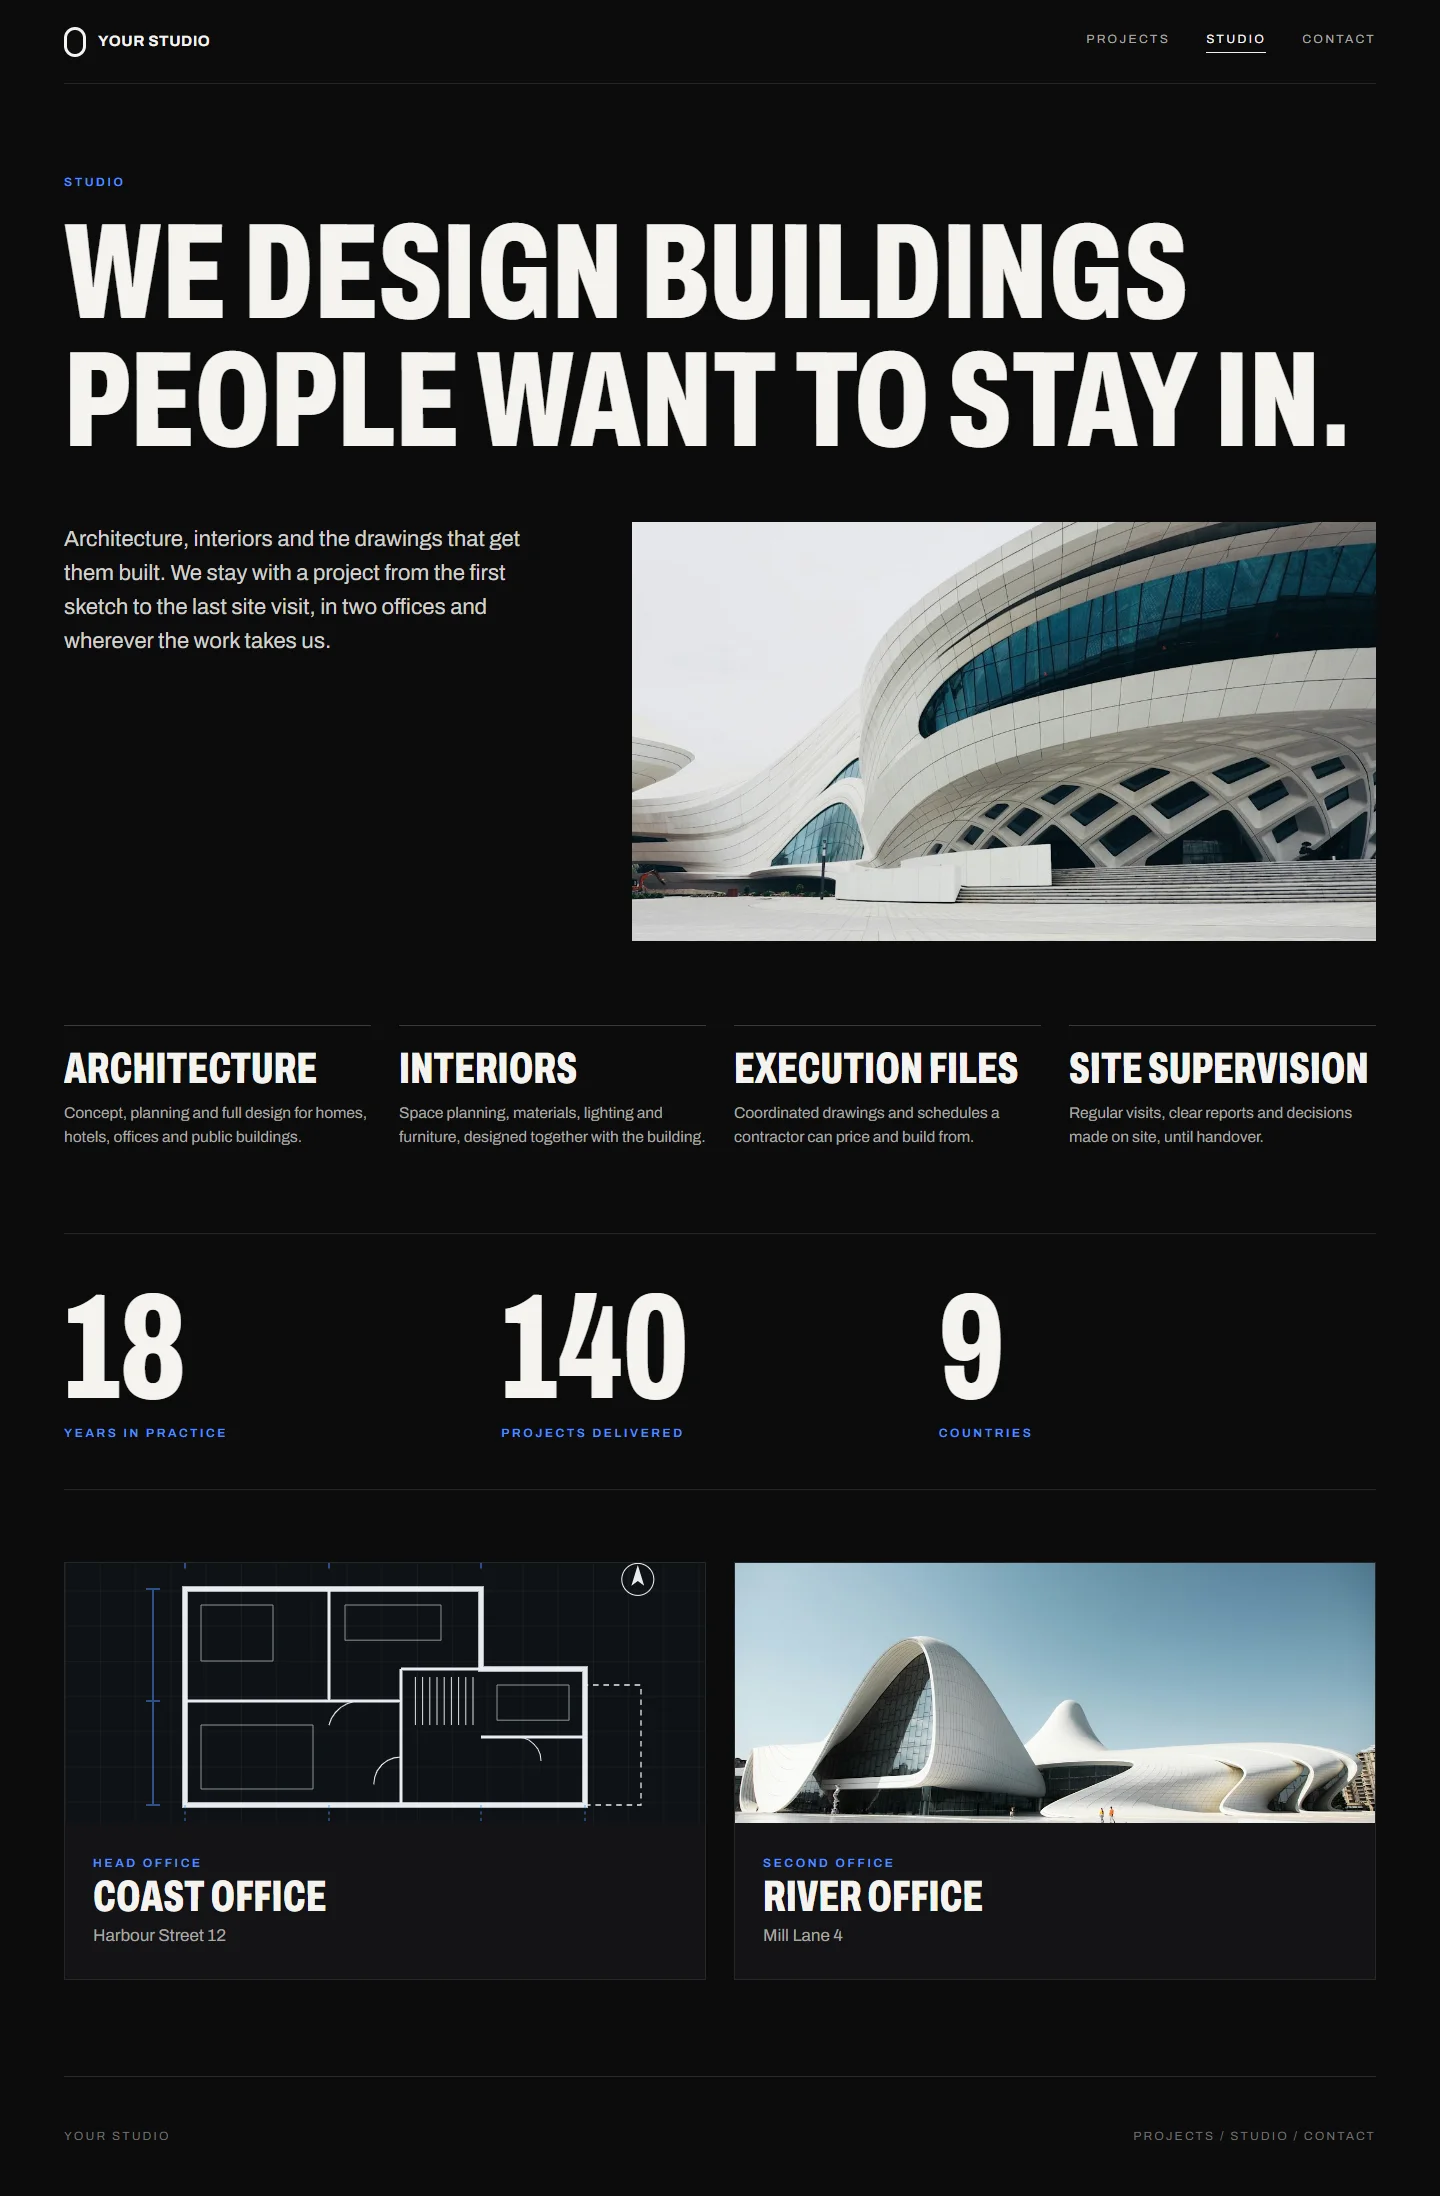 YOUR STUDIO
PROJECTS STUDIO CONTACT
STUDIO
WE DESIGN BUILDINGS
PEOPLE WANT TO STAY IN.
Architecture, interiors and the drawings that get
them built. We stay with a project from the first
sketch to the last site visit, in two offices and
wherever the work takes us.
ARCHITECTURE
Concept, planning and full design for homes,
hotels, offices and public buildings.
INTERIORS
Space planning, materials, lighting and
furniture, designed together with the building.
EXECUTION FILES
Coordinated drawings and schedules a
contractor can price and build from.
SITE SUPERVISION
Regular visits, clear reports and decisions
made on site, until handover.
18
YEARS IN PRACTICE
140
PROJECTS DELIVERED
9
COUNTRIES
HEAD OFFICE
COAST OFFICE
Harbour Street 12
SECOND OFFICE
RIVER OFFICE
Mill Lane 4
YOUR STUDIO
PROJECTS / STUDIO / CONTACT